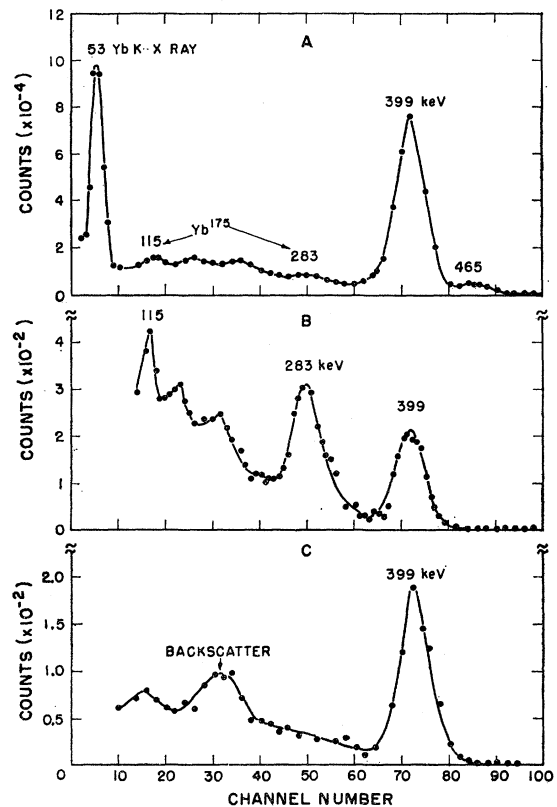 A
53 Yb K-X RAY
399 keV
115 Yb175 283
465
COUNTS (x10-4)
12
10
8
6
4
2
0
B
115
283 keV
399
COUNTS (x10-2)
4
3
2
1
0
C
399 keV
BACKSCATTER
COUNTS (x10-2)
2.0
1.5
1.0
0.5
0
10 20 30 40 50 60 70 80 90 100
CHANNEL NUMBER